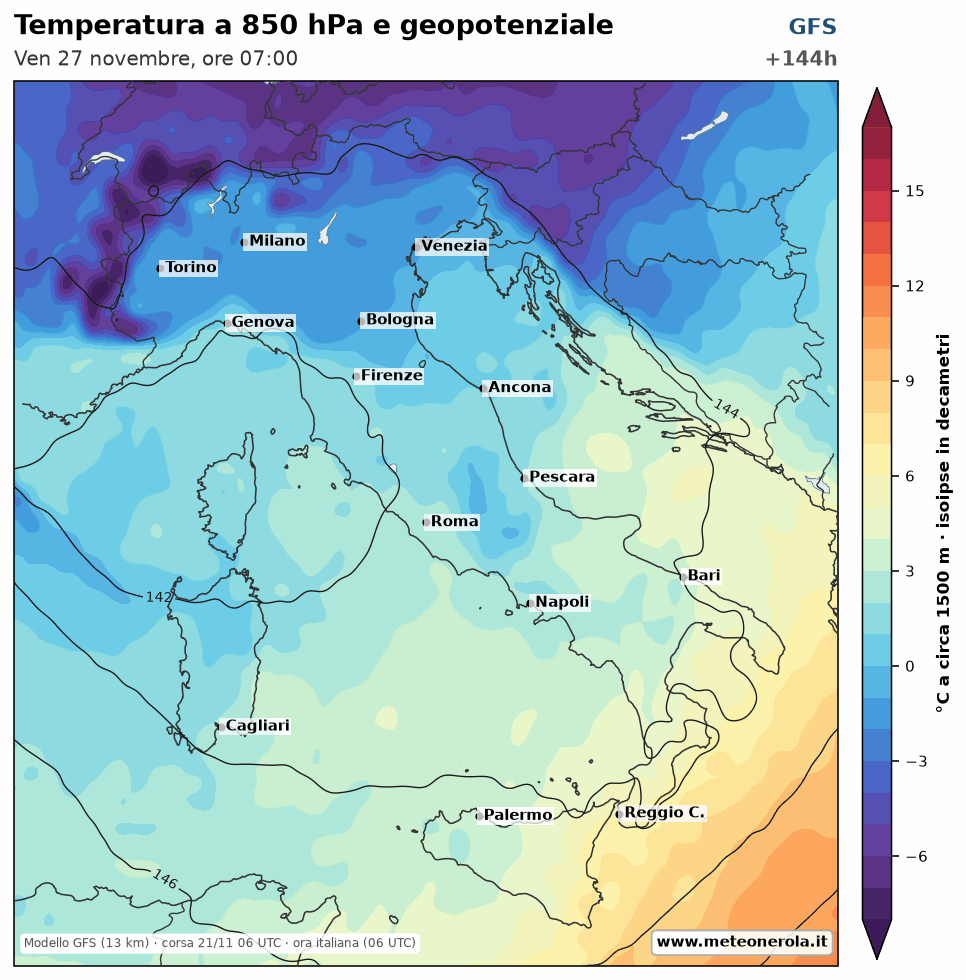 Temperatura a 850 hPa e geopotenziale
GFS
Ven 27 novembre, ore 07:00
+144h
Milano
Venezia
Torino
Genova
Bologna
Firenze
Ancona
144
Pescara
Roma
Bari
142
Napoli
Cagliari
Palermo
Reggio C.
146
Modello GFS (13 km) · corsa 21/11 06 UTC · ora italiana (06 UTC)
www.meteonerola.it
15
12
9
6
3
0
−3
−6
°C a circa 1500 m · isoipse in decametri